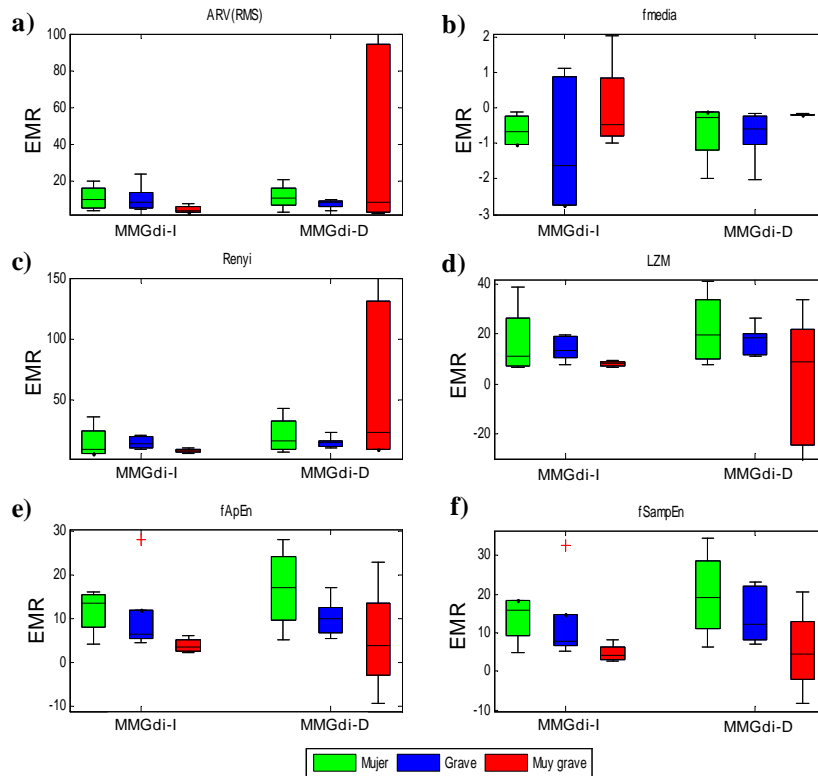 a) ARV(RMS)
100
80
60
40
20
EMR
MMGdi-I MMGdi-D
b) fmedia
2
1
0
-1
-2
-3
EMR
MMGdi-I MMGdi-D
c) Renyi
150
100
50
EMR
MMGdi-I MMGdi-D
d) LZM
40
20
0
-20
EMR
MMGdi-I MMGdi-D
e) fApEn
30
20
10
0
-10
EMR
MMGdi-I MMGdi-D
f) fSampEn
30
20
10
0
-10
EMR
MMGdi-I MMGdi-D
Mujer Grave Muy grave